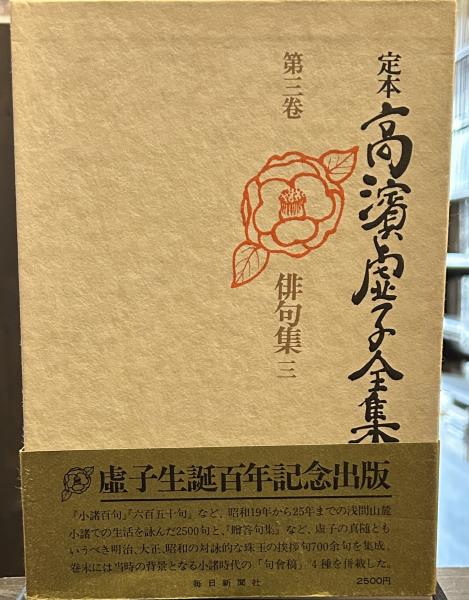 定本 高濱虚子全集
第三卷
俳句集 三
虚子生誕百年記念出版
『小諸百句』『六百五十句』など、昭和19年から25年までの浅間山麓
小諸での生活を詠んだ2500句と、『贈答句集』など、虚子の真随とも
いうべき明治、大正、昭和の対詠的な珠玉の挨拶句700余句を集成。
巻末には当時の背景となる小諸時代の「句會稿」4種を併載した。
毎日新聞社
2500円